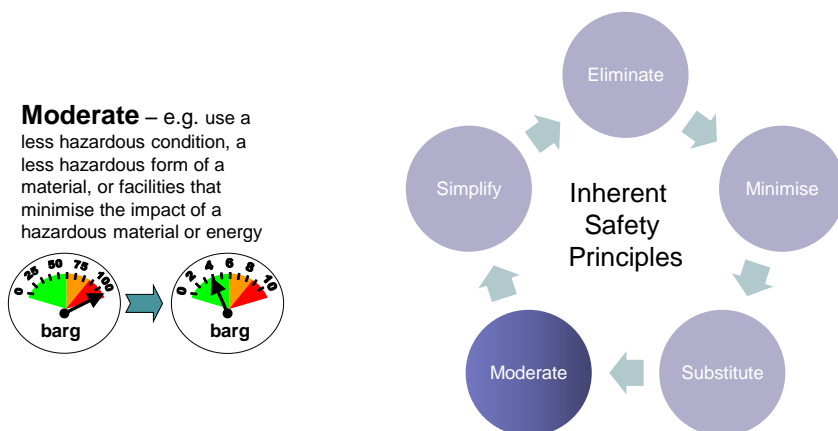 Moderate – e.g. use a
less hazardous condition, a
less hazardous form of a
material, or facilities that
minimise the impact of a
hazardous material or energy
0 25 50 75 100
barg
0 2 4 6 8 10
barg
Eliminate
Minimise
Substitute
Moderate
Simplify
Inherent
Safety
Principles